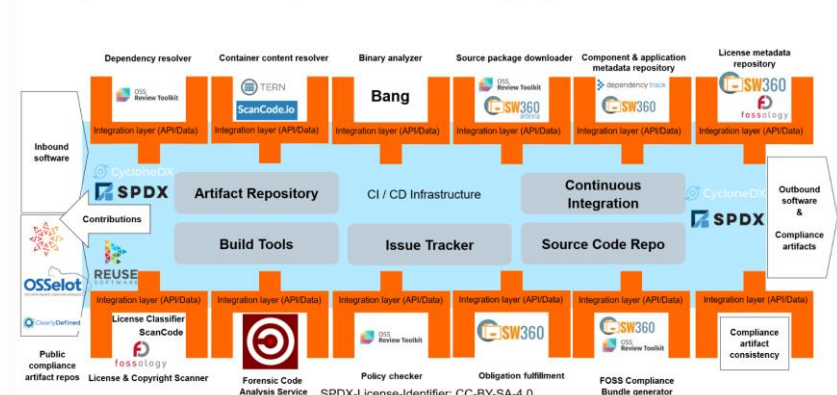 Dependency resolver
Container content resolver
Binary analyzer
Source package downloader
Component & application
metadata repository
License metadata
repository
OSS
Review Toolkit
TERN
ScanCode.io
Bang
OSS
Review Toolkit
SW360
antenna
dependency track
SW360
SW360
fossology
Integration layer (API/Data)
Integration layer (API/Data)
Integration layer (API/Data)
Integration layer (API/Data)
Integration layer (API/Data)
Integration layer (API/Data)
Inbound
software
CycloneDX
SPDX
Contributions
Artifact Repository
CI / CD Infrastructure
Continuous
Integration
CycloneDX
SPDX
Outbound
software
&
Compliance
artifacts
Build Tools
Issue Tracker
Source Code Repo
REUSE
SOFTWARE
OSSelot
ClearlyDefined
Public
compliance
artifact repos
Integration layer (API/Data)
Integration layer (API/Data)
Integration layer (API/Data)
Integration layer (API/Data)
Integration layer (API/Data)
Integration layer (API/Data)
License Classifier
ScanCode
fossology
License & Copyright Scanner
Forensic Code
Analysis Service
OSS
Review Toolkit
Policy checker
SW360
Obligation fulfillment
SW360
OSS
Review Toolkit
FOSS Compliance
Bundle generator
Compliance
artifact
consistency
SPDX-License-Identifier: CC-BY-SA-4.0